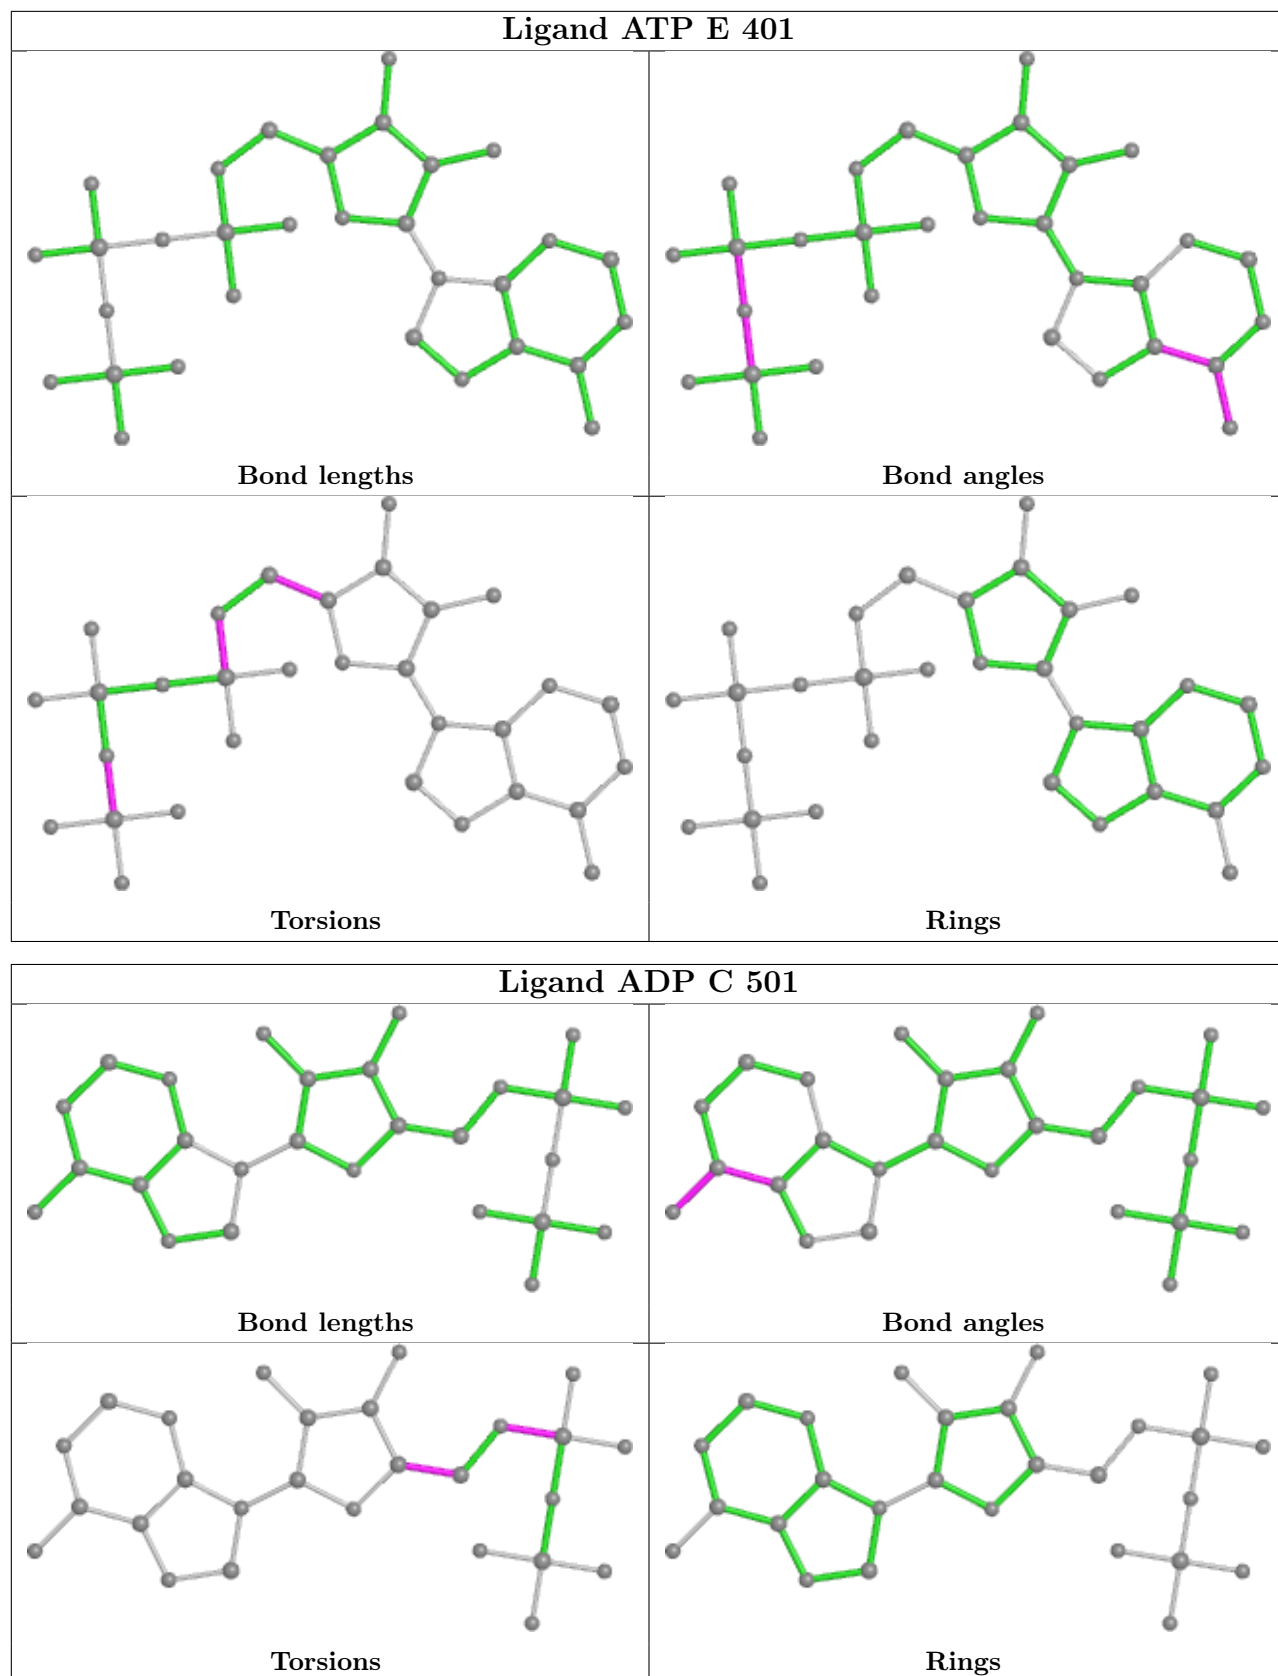 Ligand ATP E 401
Bond lengths
Bond angles
Torsions
Rings
Ligand ADP C 501
Bond lengths
Bond angles
Torsions
Rings